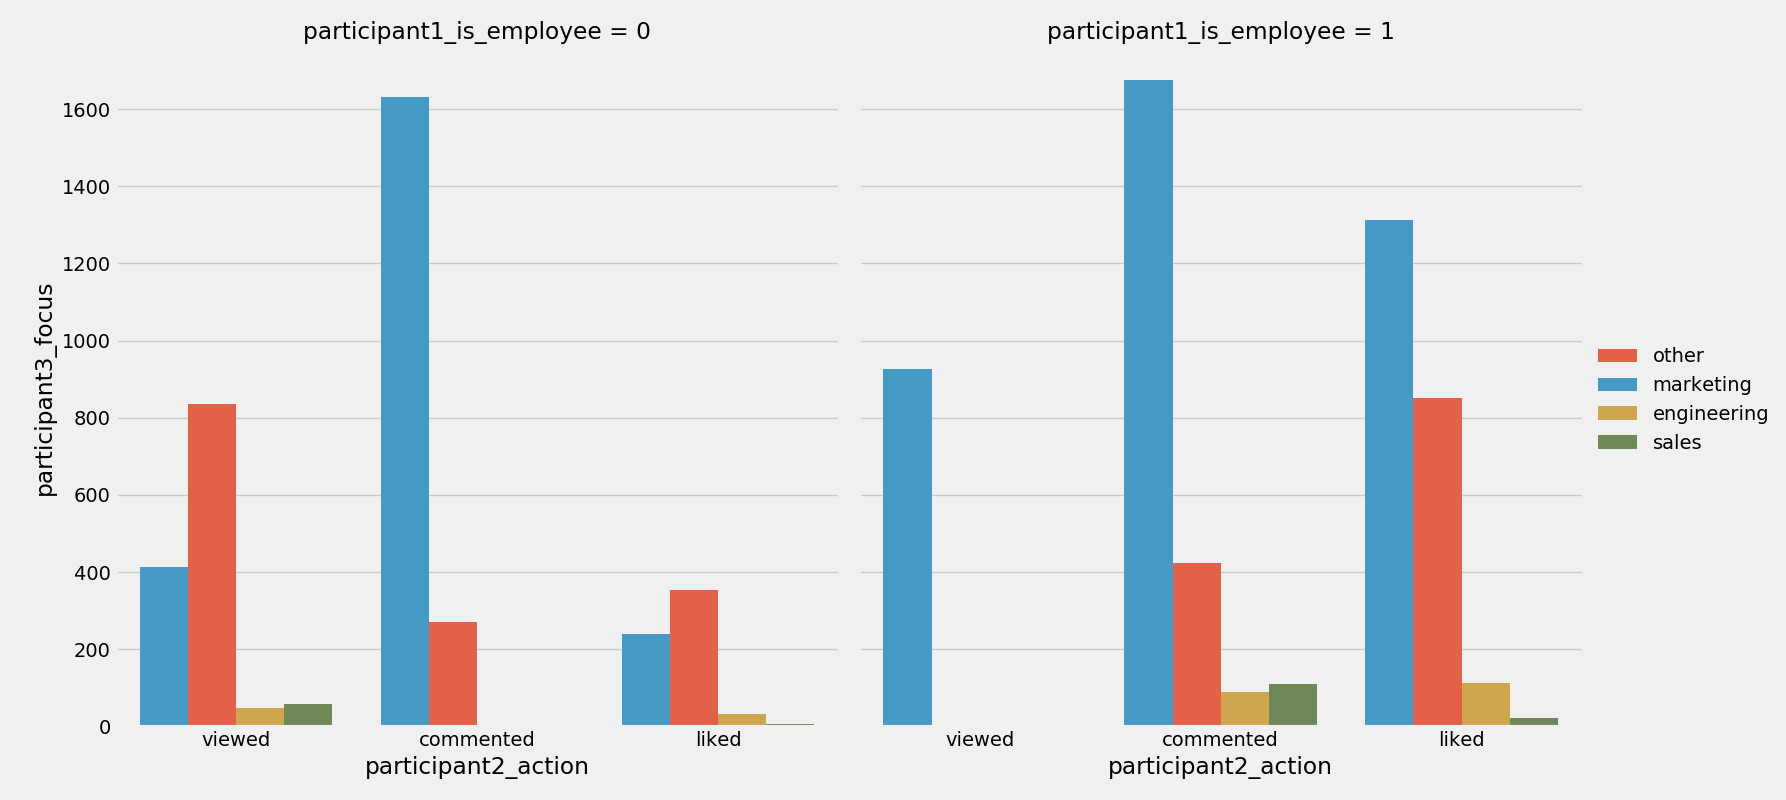 participant1_is_employee = 0
participant1_is_employee = 1
participant3_focus
1600
1400
1200
1000
800
600
400
200
0
viewed
commented
liked
viewed
commented
liked
participant2_action
participant2_action
other
marketing
engineering
sales